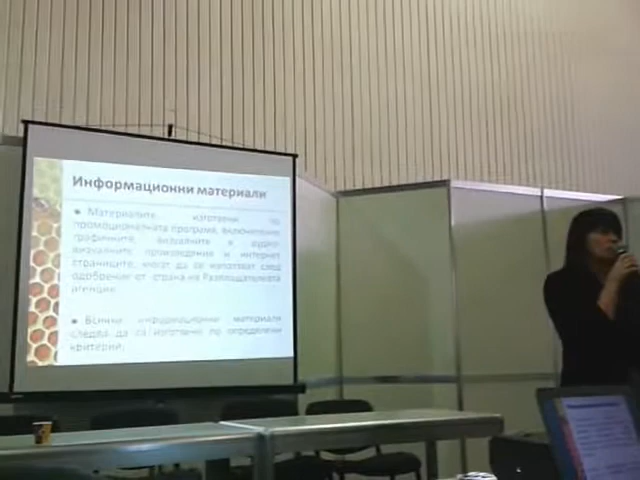 Информационни материали
Материалите, изготвени по
промоционалната програма, включително
графичните, визуалните и аудио-
визуалните произведения и интернет
страниците, могат да се използват след
одобрение от страна на Разплащателната
агенция.
Всички информационни материали
следва да са изготвени по определени
критерии.